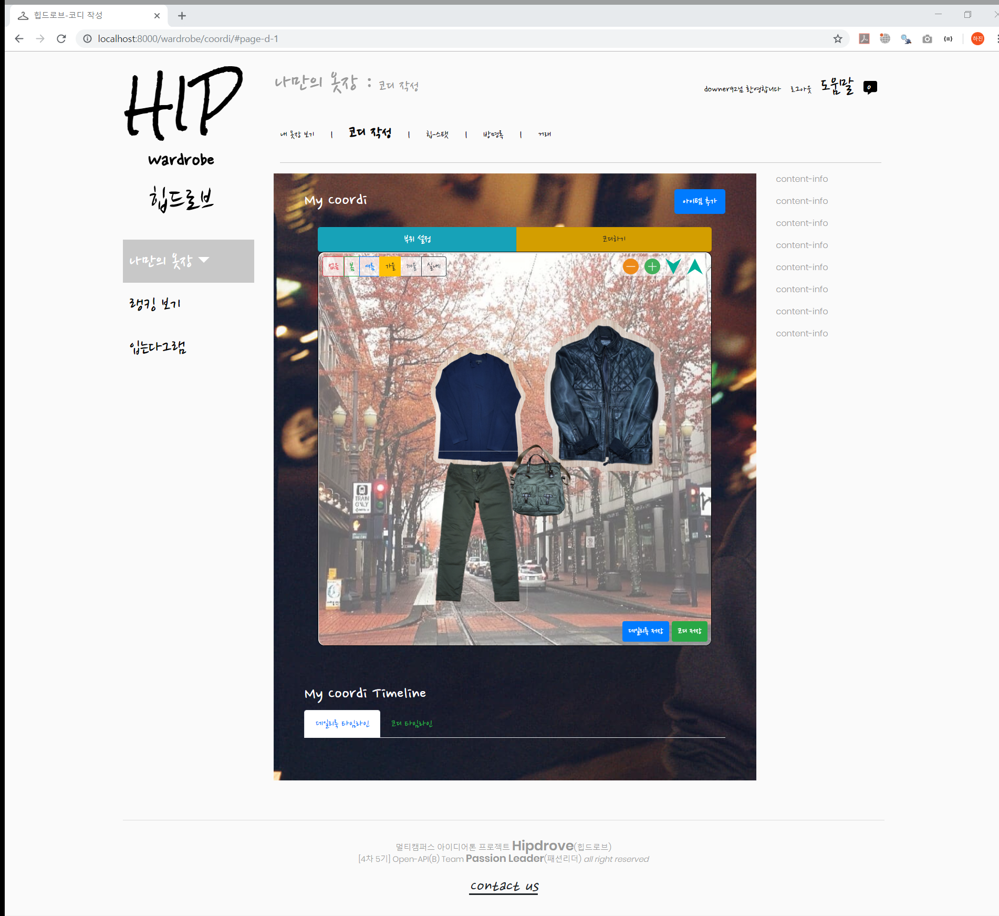 힙드로브-코디 작성
localhost:8000/wardrobe/coordi/#page-d-1
하진
HIP
wardrobe
힙드로브
나만의 옷장 : 코디 작성
downer92님 환영합니다 로그아웃 도움말 0
내 옷장 보기 | 코디 작성 | 힙-스탯 | 방명록 | 거래
나만의 옷장
랭킹 보기
입는다그램
My coordi
아이템 추가
부위 설정 코디하기
없음 봄 여름 가을 겨울 실내
TRAIN
ONLY
데일리룩 저장 코디 저장
My coordi Timeline
데일리룩 타임라인 코디 타임라인
content-info
content-info
content-info
content-info
content-info
content-info
content-info
content-info
멀티캠퍼스 아이디어톤 프로젝트 Hipdrove(힙드로브)
[4차 5기] Open-API(B) Team Passion Leader(패션리더) all right reserved
contact us